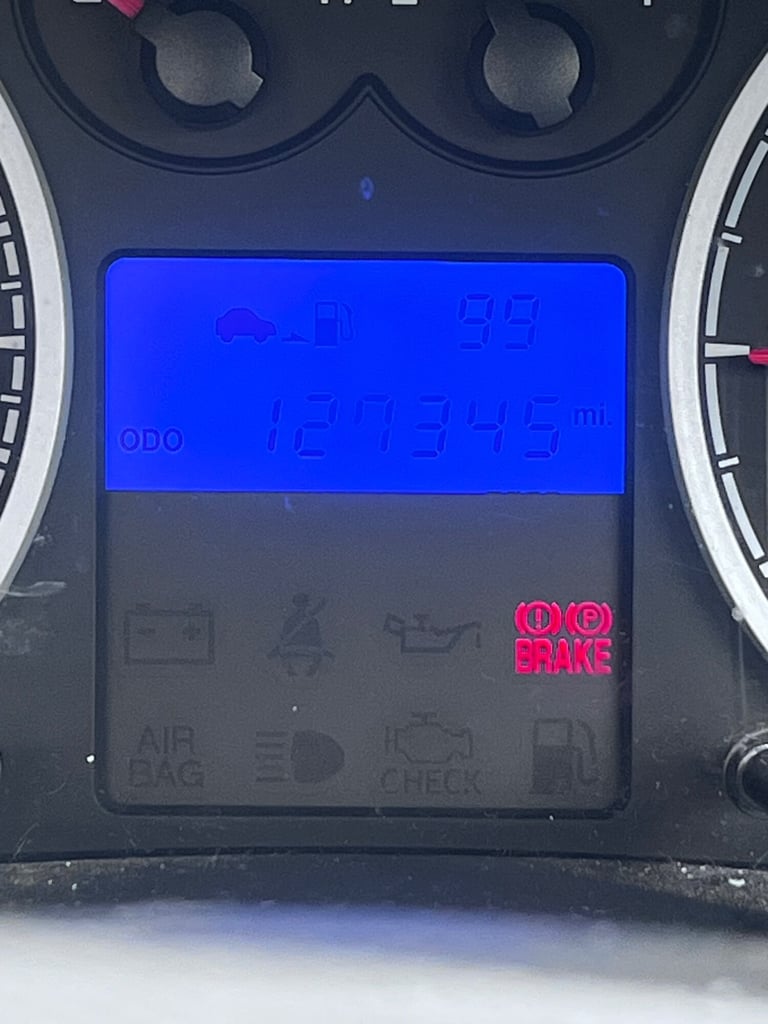 99
ODO 127345 mi.
! P
BRAKE
AIR
BAG
CHECK